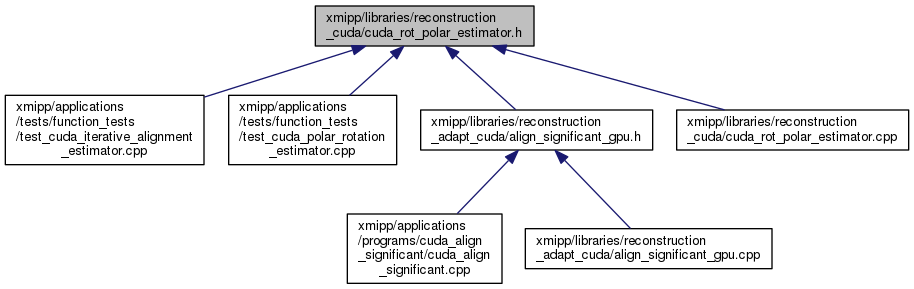 xmipp/libraries/reconstruction
_cuda/cuda_rot_polar_estimator.h
xmipp/applications
/tests/function_tests
/test_cuda_iterative_alignment
_estimator.cpp
xmipp/applications
/tests/function_tests
/test_cuda_polar_rotation
_estimator.cpp
xmipp/libraries/reconstruction
_adapt_cuda/align_significant_gpu.h
xmipp/libraries/reconstruction
_cuda/cuda_rot_polar_estimator.cpp
xmipp/applications
/programs/cuda_align
_significant/cuda_align
_significant.cpp
xmipp/libraries/reconstruction
_adapt_cuda/align_significant_gpu.cpp